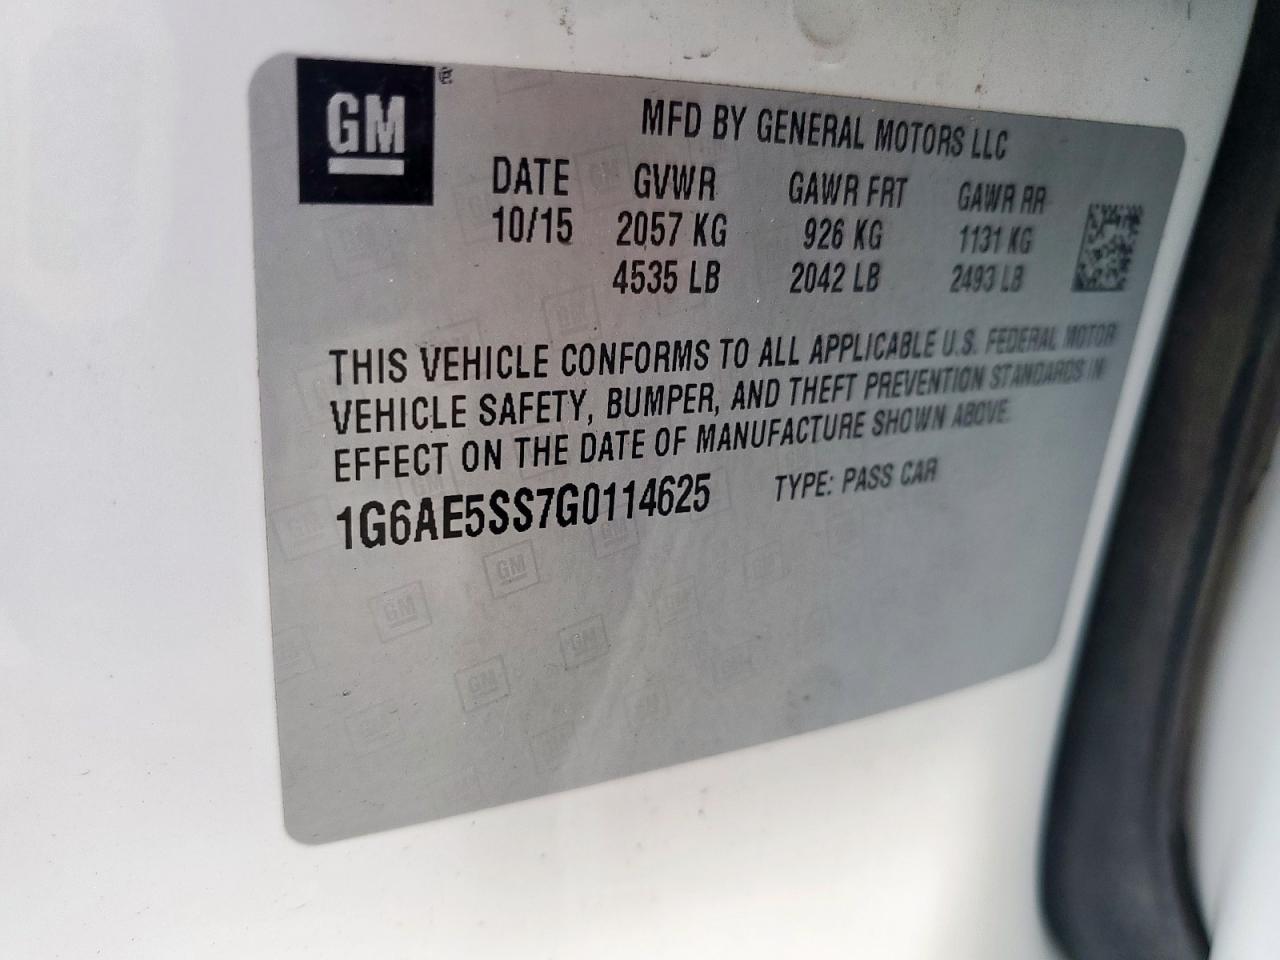 GM
MFD BY GENERAL MOTORS LLC
DATE GVWR GAWR FRT GAWR RR
10/15 2057 KG 926 KG 1131 KG
4535 LB 2042 LB 2493 LB
THIS VEHICLE CONFORMS TO ALL APPLICABLE U.S. FEDERAL MOTOR
VEHICLE SAFETY, BUMPER, AND THEFT PREVENTION STANDARDS IN
EFFECT ON THE DATE OF MANUFACTURE SHOWN ABOVE.
1G6AE5SS7G0114625 TYPE: PASS CAR